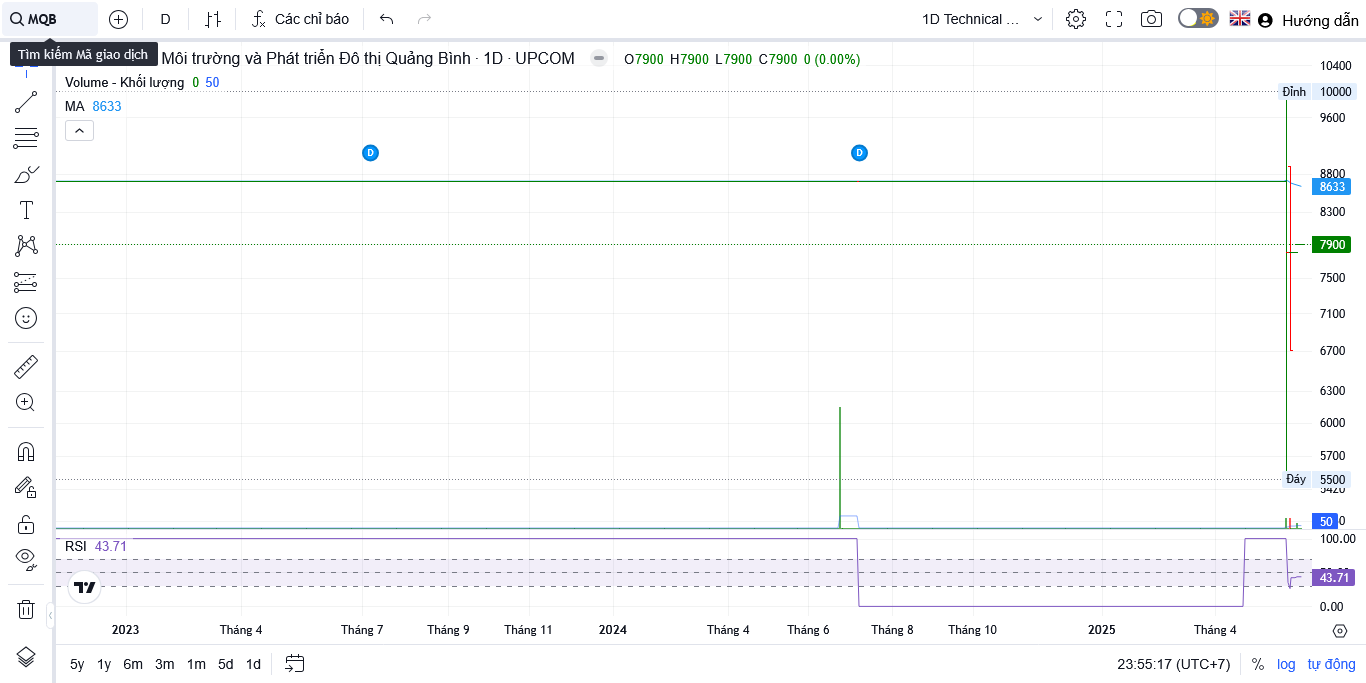 MQB
D
Các chỉ báo
1D Technical ...
Hướng dẫn
Tìm kiếm Mã giao dịch
Môi trường và Phát triển Đô thị Quảng Bình · 1D · UPCOM
O7900 H7900 L7900 C7900 0 (0.00%)
Volume - Khối lượng 0 50
MA 8633
10400
Đỉnh 10000
9600
D
D
8800
8633
8300
7900
7500
7100
6700
6300
6000
5700
Đáy 5500
5420
50
RSI 43.71
100.00
43.71
0.00
2023
Tháng 4
Tháng 7
Tháng 9
Tháng 11
2024
Tháng 4
Tháng 6
Tháng 8
Tháng 10
2025
Tháng 4
5y 1y 6m 3m 1m 5d 1d
23:55:17 (UTC+7)
% log tự động